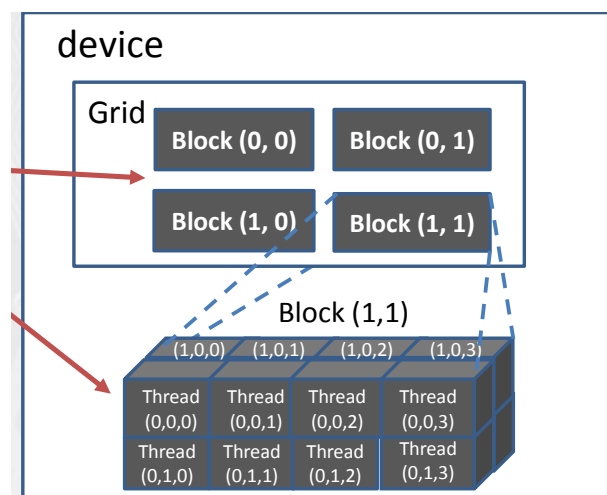 device
Grid
Block (0, 0)
Block (0, 1)
Block (1, 0)
Block (1, 1)
Block (1,1)
(1,0,0)
(1,0,1)
(1,0,2)
(1,0,3)
Thread
(0,0,0)
Thread
(0,0,1)
Thread
(0,0,2)
Thread
(0,0,3)
Thread
(0,1,0)
Thread
(0,1,1)
Thread
(0,1,2)
Thread
(0,1,3)